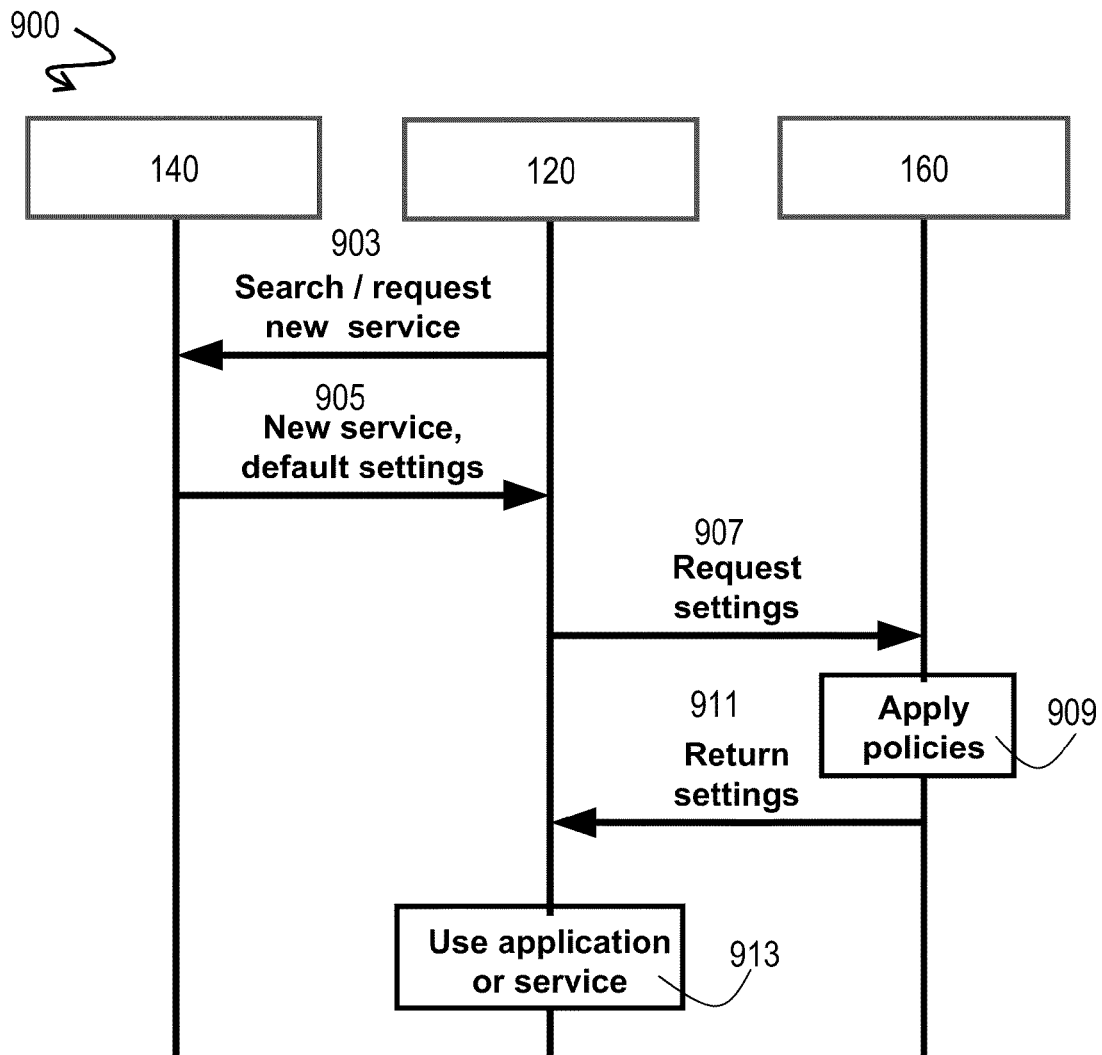 900
140
120
160
903
Search / request
new service
905
New service,
default settings
907
Request
settings
Apply
policies
909
911
Return
settings
Use application
or service
913